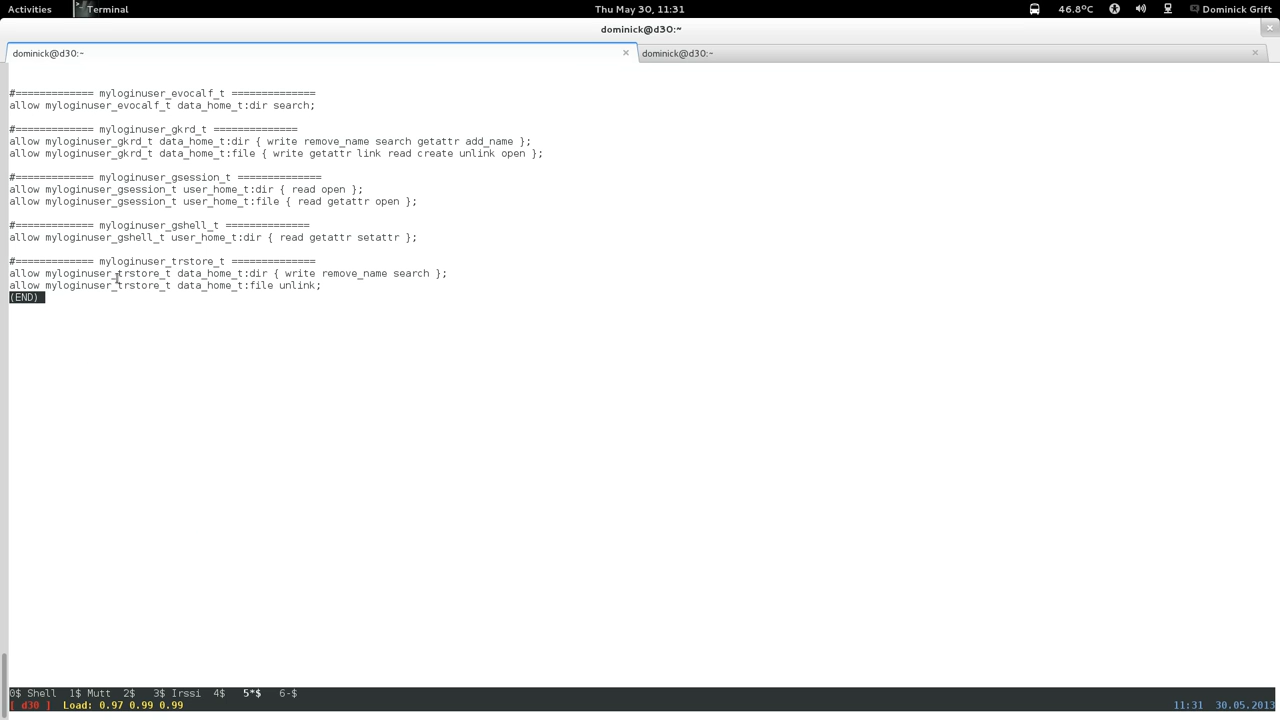 Activities Terminal Thu May 30, 11:31 46.8°C Dominick Grift
dominick@d30:~
dominick@d30:~ dominick@d30:~
#============= myloginuser_evocalf_t ==============
allow myloginuser_evocalf_t data_home_t:dir search;
#============= myloginuser_gkrd_t ==============
allow myloginuser_gkrd_t data_home_t:dir { write remove_name search getattr add_name };
allow myloginuser_gkrd_t data_home_t:file { write getattr link read create unlink open };
#============= myloginuser_gsession_t ==============
allow myloginuser_gsession_t user_home_t:dir { read open };
allow myloginuser_gsession_t user_home_t:file { read getattr open };
#============= myloginuser_gshell_t ==============
allow myloginuser_gshell_t user_home_t:dir { read getattr setattr };
#============= myloginuser_trstore_t ==============
allow myloginuser_trstore_t data_home_t:dir { write remove_name search };
allow myloginuser_trstore_t data_home_t:file unlink;
(END)
0$ Shell 1$ Mutt 2$ 3$ Irssi 4$ 5*$ 6-$
[ d30 ] Load: 0.97 0.99 0.99 11:31 30.05.2013